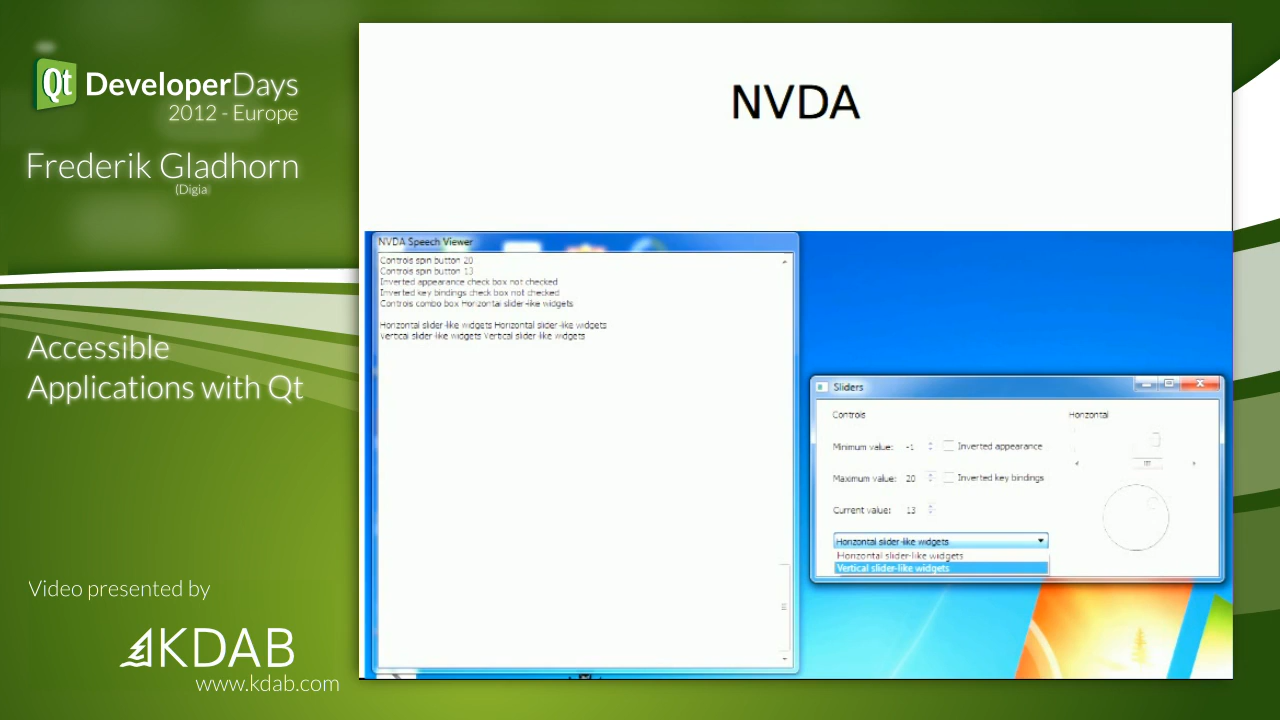 Qt DeveloperDays
2012 - Europe
Frederik Gladhorn
(Digia
Accessible
Applications with Qt
Video presented by
KDAB
www.kdab.com
NVDA
NVDA Speech Viewer
Controls spin button 20
Controls spin button 13
Inverted appearance check box not checked
Inverted key bindings check box not checked
Controls combo box Horizontal slider-like widgets
Horizontal slider-like widgets Horizontal slider-like widgets
Vertical slider-like widgets Vertical slider-like widgets
Sliders
Controls
Horizontal
Minimum value: -1 Inverted appearance
Maximum value: 20 Inverted key bindings
Current value: 13
Horizontal slider-like widgets
Horizontal slider-like widgets
Vertical slider-like widgets